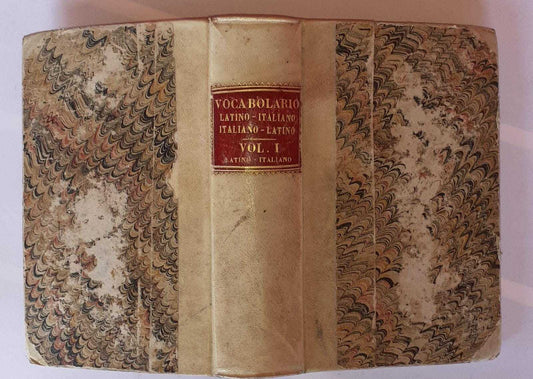 VOCABOLARIO
LATINO - ITALIANO
ITALIANO - LATINO
VOL. I
LATINO - ITALIANO